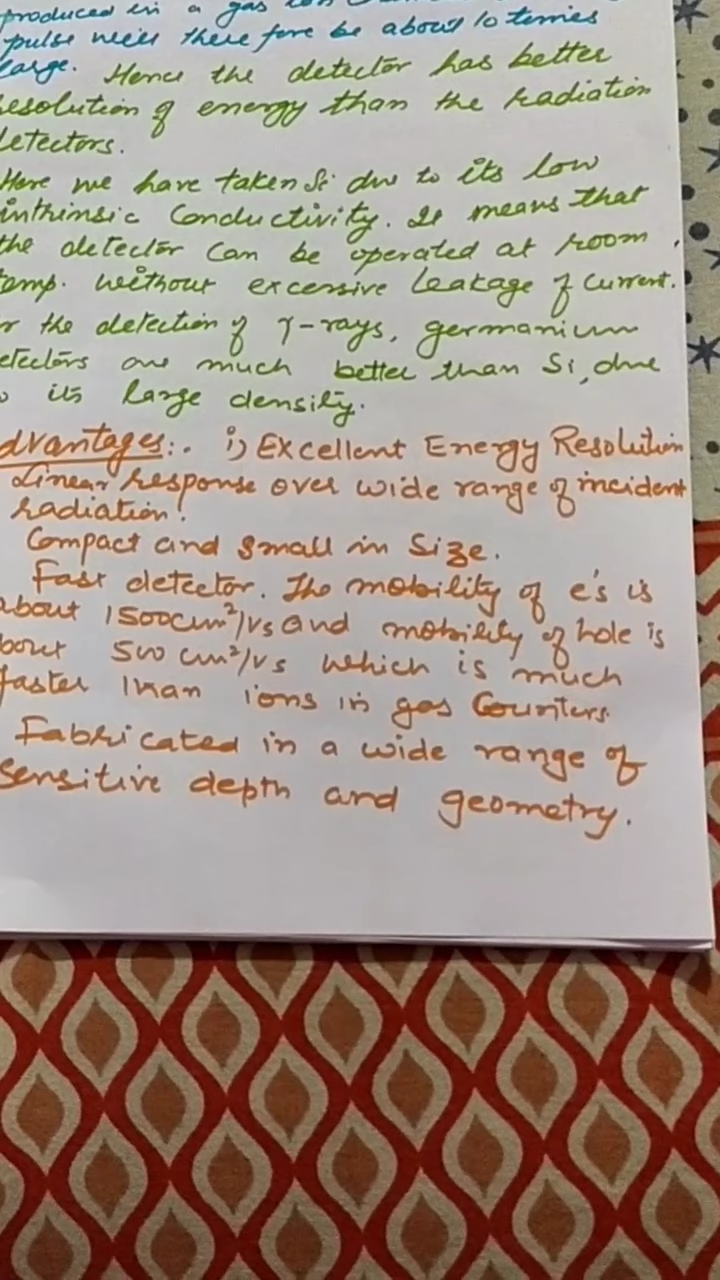 produced in a gas
pulse will there fore be about 10 times
large. Hence the detector has better
esolution of energy than the radiation
detectors.
Here we have taken Si due to its low
inthrinsic Conductivity. It means that
the detector can be operated at room
temp. without excessive leakage of current.
r the detection of γ-rays, germanium
etectors are much better than Si, due
o its large density.
dvantages:. i) Excellent Energy Resolution
Linear response over wide range of incident
radiation.
Compact and small in size.
Fast detector. The mobility of e's is
about 1500cm²/vs and mobility of hole is
bout 500 cm²/vs which is much
faster than ions in gas Counters.
Fabricated in a wide range of
sensitive depth and geometry.